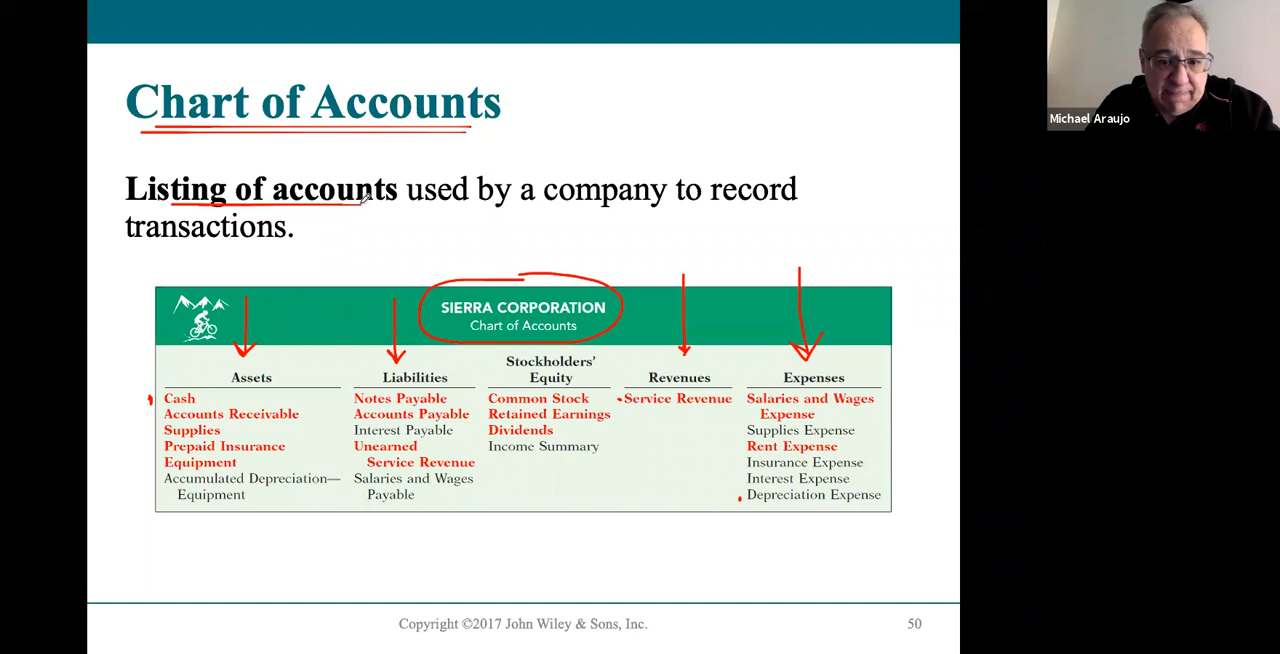 Chart of Accounts
Michael Araujo
Listing of accounts used by a company to record
transactions.
SIERRA CORPORATION
Chart of Accounts
Assets
Cash
Accounts Receivable
Supplies
Prepaid Insurance
Equipment
Accumulated Depreciation—
Equipment
Liabilities
Notes Payable
Accounts Payable
Interest Payable
Unearned
Service Revenue
Salaries and Wages
Payable
Stockholders'
Equity
Common Stock
Retained Earnings
Dividends
Income Summary
Revenues
Service Revenue
Expenses
Salaries and Wages
Expense
Supplies Expense
Rent Expense
Insurance Expense
Interest Expense
Depreciation Expense
Copyright ©2017 John Wiley & Sons, Inc.
50